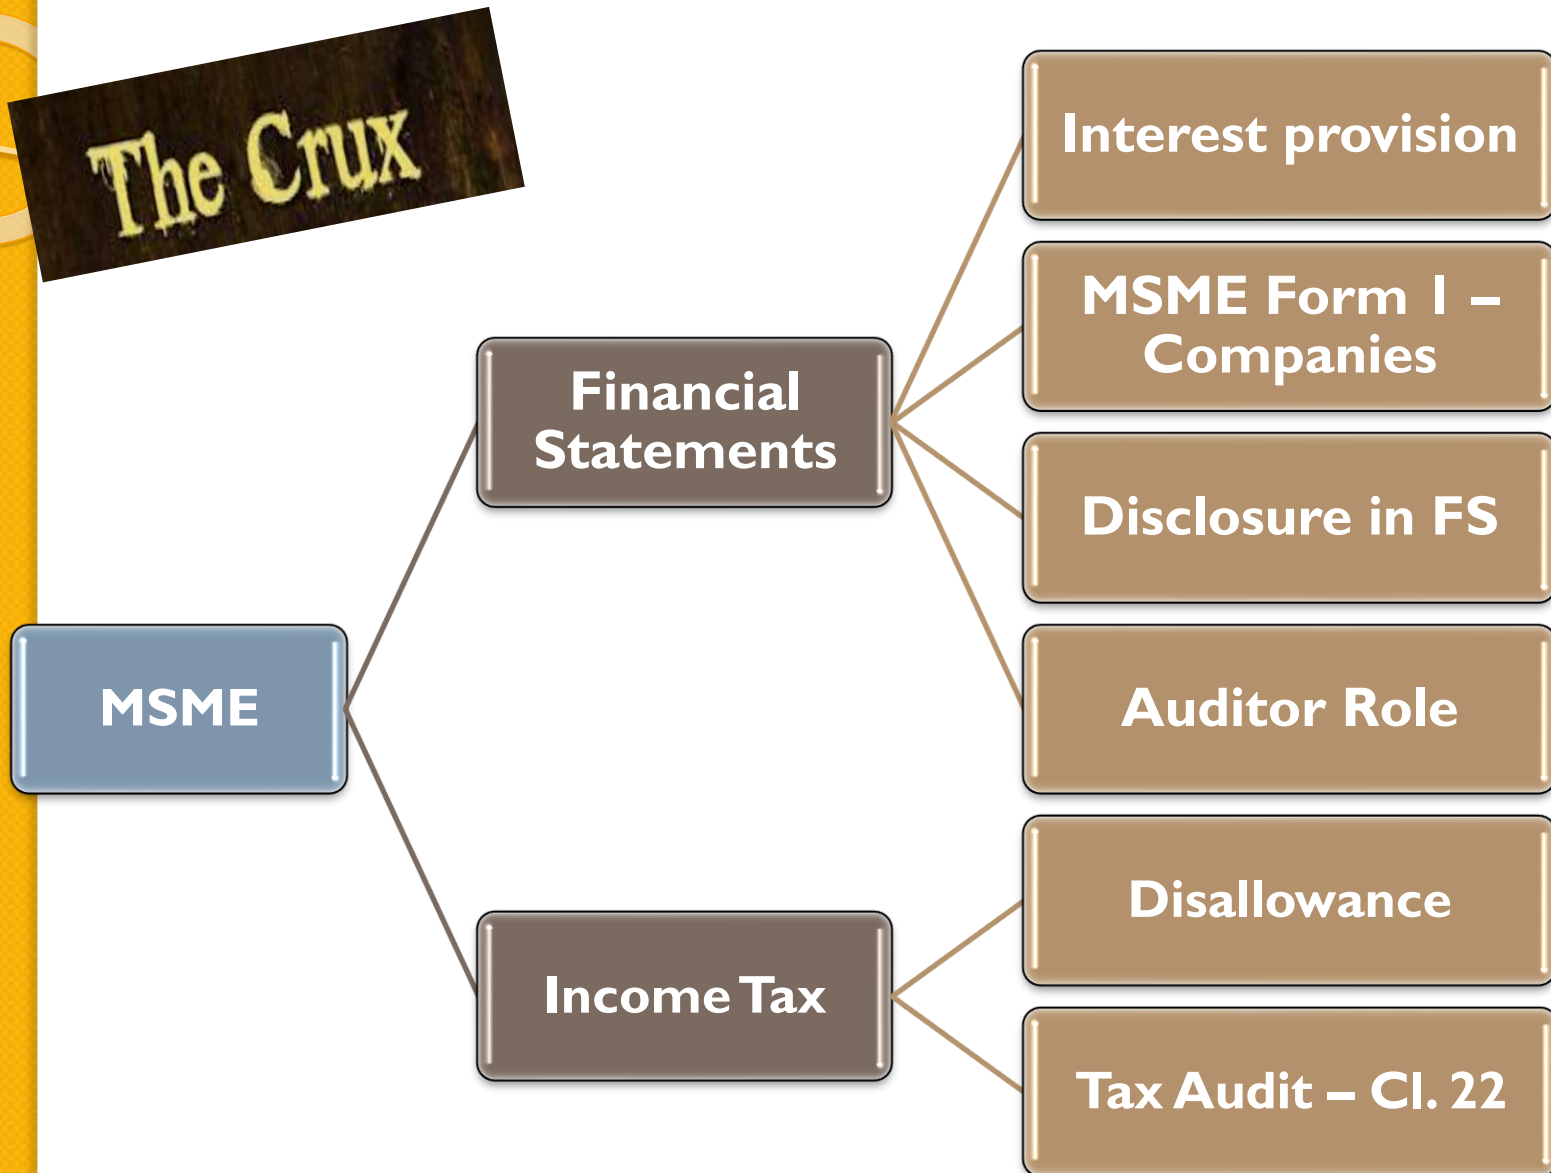 The Crux
Interest provision
MSME Form 1 –
Companies
Financial
Statements
Disclosure in FS
MSME
Auditor Role
Disallowance
Income Tax
Tax Audit – Cl. 22